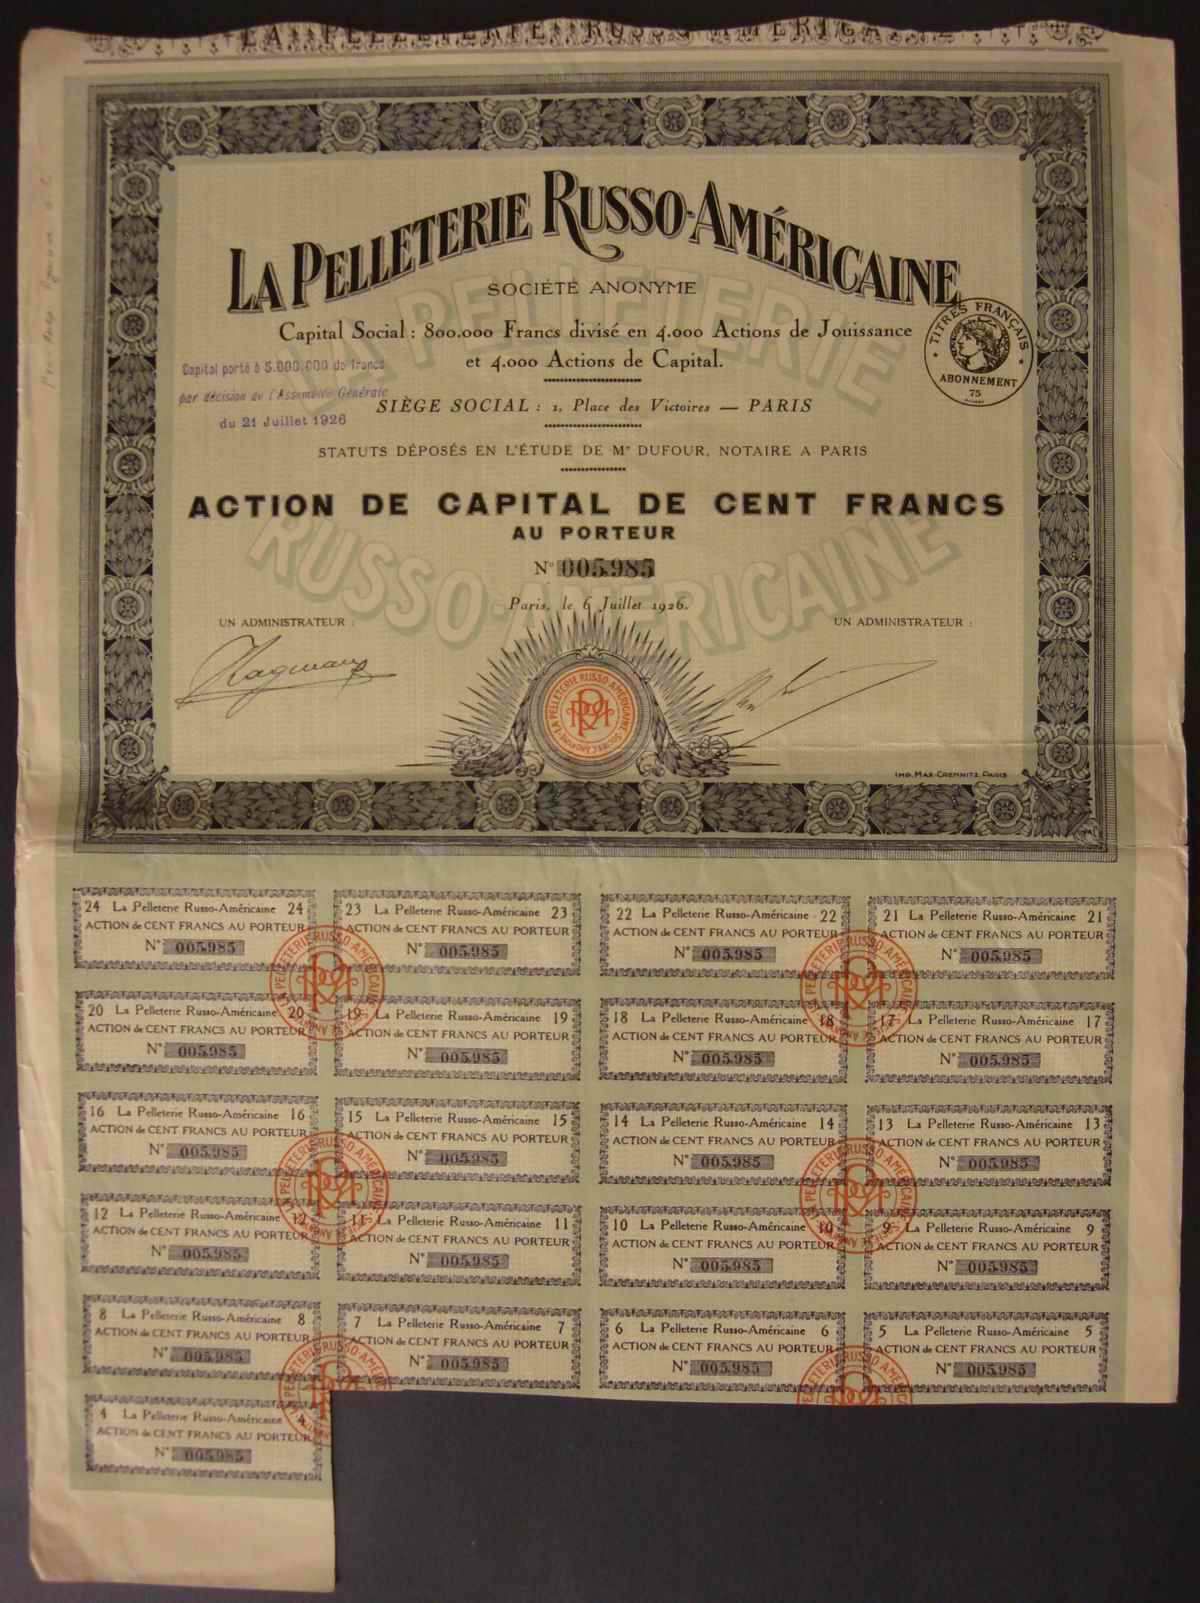 LA PELLETERIE RUSSO-AMÉRICAINE
LA PELLETERIE RUSSO-AMÉRICAINE
SOCIÉTÉ ANONYME
Capital Social : 800.000 Francs divisé en 4.000 Actions de Jouissance
et 4.000 Actions de Capital.
Capital porté à 5.000.000 de francs
par décision de l'Assemblée Générale
du 21 Juillet 1926
TITRES FRANÇAIS
ABONNEMENT
75
SIÈGE SOCIAL : 1, Place des Victoires — PARIS
STATUTS DÉPOSÉS EN L'ÉTUDE DE Me DUFOUR, NOTAIRE A PARIS
ACTION DE CAPITAL DE CENT FRANCS
AU PORTEUR
N° 005.985
Paris, le 6 Juillet 1926.
LA PELLETERIE
RUSSO-AMERICAINE
UN ADMINISTRATEUR :
UN ADMINISTRATEUR :
LA PELLETERIE RUSSO-AMÉRICAINE SOCIÉTÉ ANONYME
PRA
IMP. MAX CREMNITZ. PARIS
24 La Pelleterie Russo-Américaine 24
ACTION de CENT FRANCS AU PORTEUR
N° 005.985
23 La Pelleterie Russo-Américaine 23
ACTION de CENT FRANCS AU PORTEUR
N° 005.985
22 La Pelleterie Russo-Américaine 22
ACTION de CENT FRANCS AU PORTEUR
N° 005.985
21 La Pelleterie Russo-Américaine 21
ACTION de CENT FRANCS AU PORTEUR
N° 005.985
20 La Pelleterie Russo-Américaine 20
ACTION de CENT FRANCS AU PORTEUR
N° 005.985
19 La Pelleterie Russo-Américaine 19
ACTION de CENT FRANCS AU PORTEUR
N° 005.985
18 La Pelleterie Russo-Américaine 18
ACTION de CENT FRANCS AU PORTEUR
N° 005.985
17 La Pelleterie Russo-Américaine 17
ACTION de CENT FRANCS AU PORTEUR
N° 005.985
16 La Pelleterie Russo-Américaine 16
ACTION de CENT FRANCS AU PORTEUR
N° 005.985
15 La Pelleterie Russo-Américaine 15
ACTION de CENT FRANCS AU PORTEUR
N° 005.985
14 La Pelleterie Russo-Américaine 14
ACTION de CENT FRANCS AU PORTEUR
N° 005.985
13 La Pelleterie Russo-Américaine 13
ACTION de CENT FRANCS AU PORTEUR
N° 005.985
12 La Pelleterie Russo-Américaine 12
ACTION de CENT FRANCS AU PORTEUR
N° 005.985
11 La Pelleterie Russo-Américaine 11
ACTION de CENT FRANCS AU PORTEUR
N° 005.985
10 La Pelleterie Russo-Américaine 10
ACTION de CENT FRANCS AU PORTEUR
N° 005.985
9 La Pelleterie Russo-Américaine 9
ACTION de CENT FRANCS AU PORTEUR
N° 005.985
8 La Pelleterie Russo-Américaine 8
ACTION de CENT FRANCS AU PORTEUR
N° 005.985
7 La Pelleterie Russo-Américaine 7
ACTION de CENT FRANCS AU PORTEUR
N° 005.985
6 La Pelleterie Russo-Américaine 6
ACTION de CENT FRANCS AU PORTEUR
N° 005.985
5 La Pelleterie Russo-Américaine 5
ACTION de CENT FRANCS AU PORTEUR
N° 005.985
4 La Pelleterie Russo-Américaine 4
ACTION de CENT FRANCS AU PORTEUR
N° 005.985